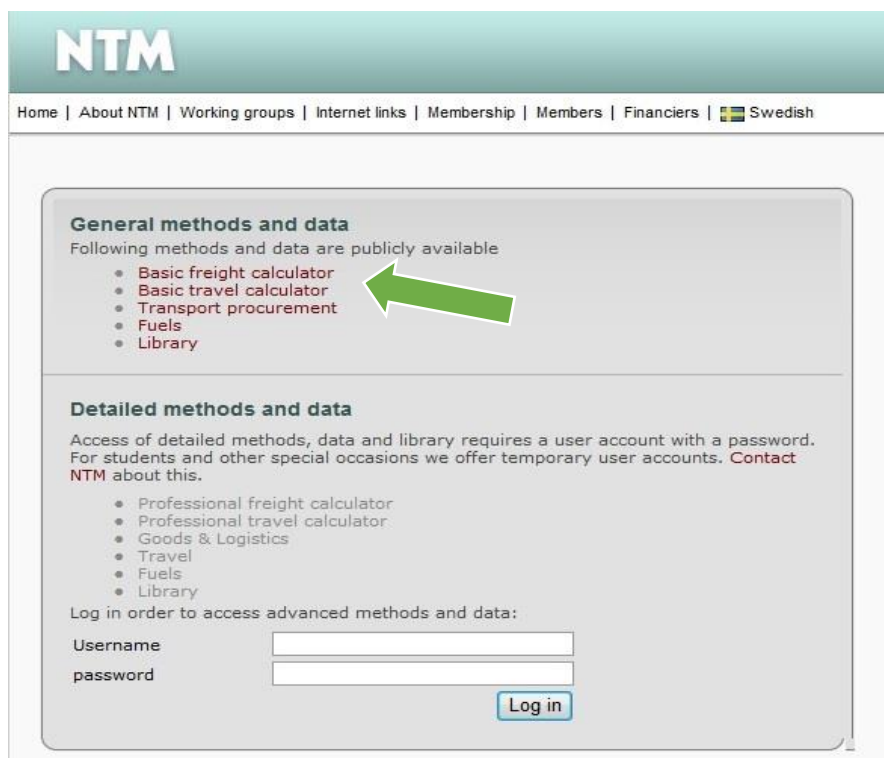 NTM
Home | About NTM | Working groups | Internet links | Membership | Members | Financiers | Swedish
General methods and data
Following methods and data are publicly available
Basic freight calculator
Basic travel calculator
Transport procurement
Fuels
Library
Detailed methods and data
Access of detailed methods, data and library requires a user account with a password.
For students and other special occasions we offer temporary user accounts. Contact
NTM about this.
Professional freight calculator
Professional travel calculator
Goods & Logistics
Travel
Fuels
Library
Log in order to access advanced methods and data:
Username
password
Log in